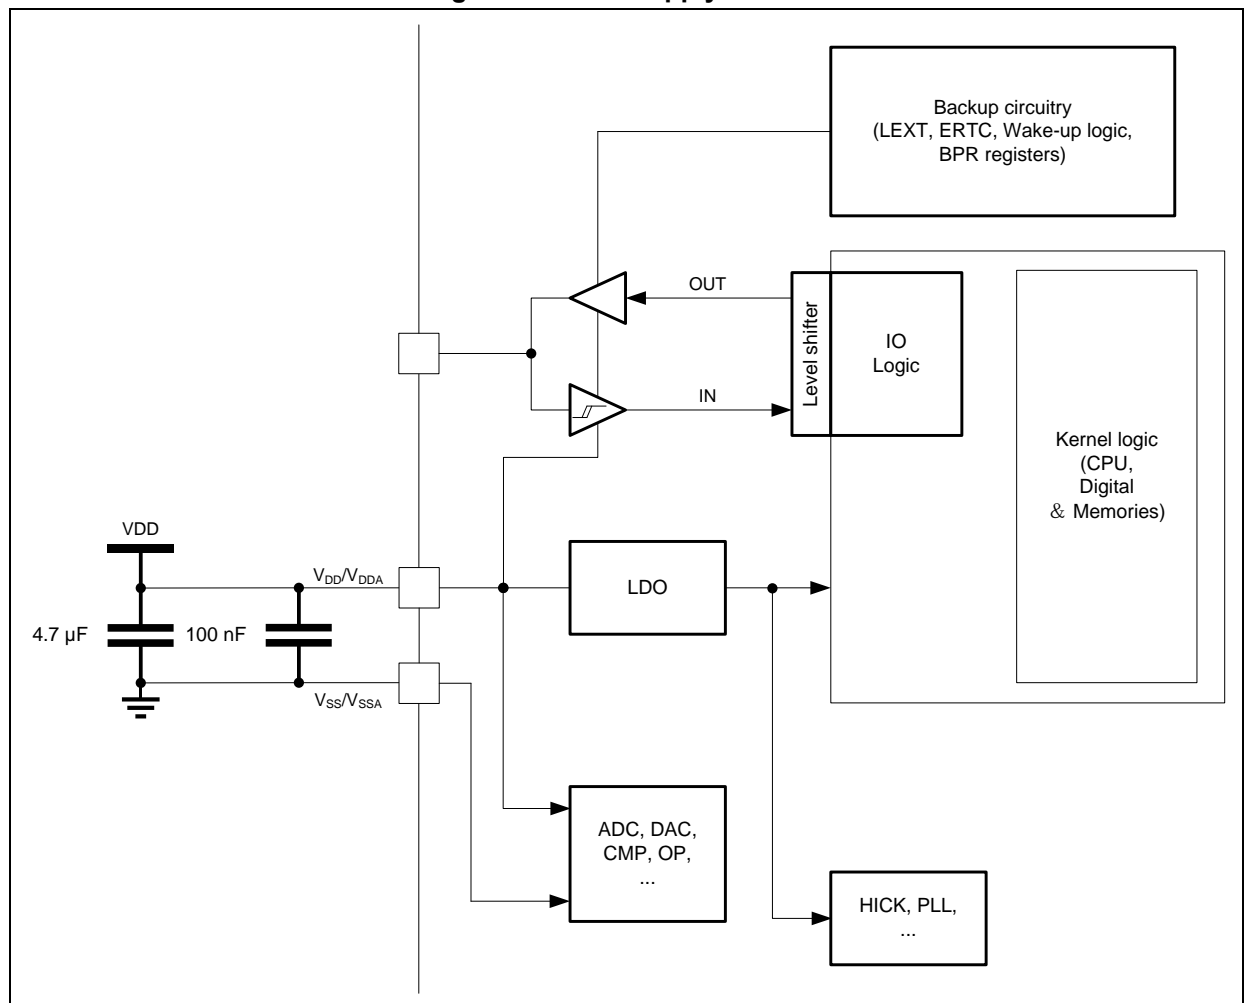 Backup circuitry
(LEXT, ERTC, Wake-up logic,
BPR registers)
OUT
Level shifter
IO
Logic
IN
Kernel logic
(CPU,
Digital
& Memories)
VDD
VDD/VDDA
LDO
4.7 µF
100 nF
VSS/VSSA
ADC, DAC,
CMP, OP,
...
HICK, PLL,
...